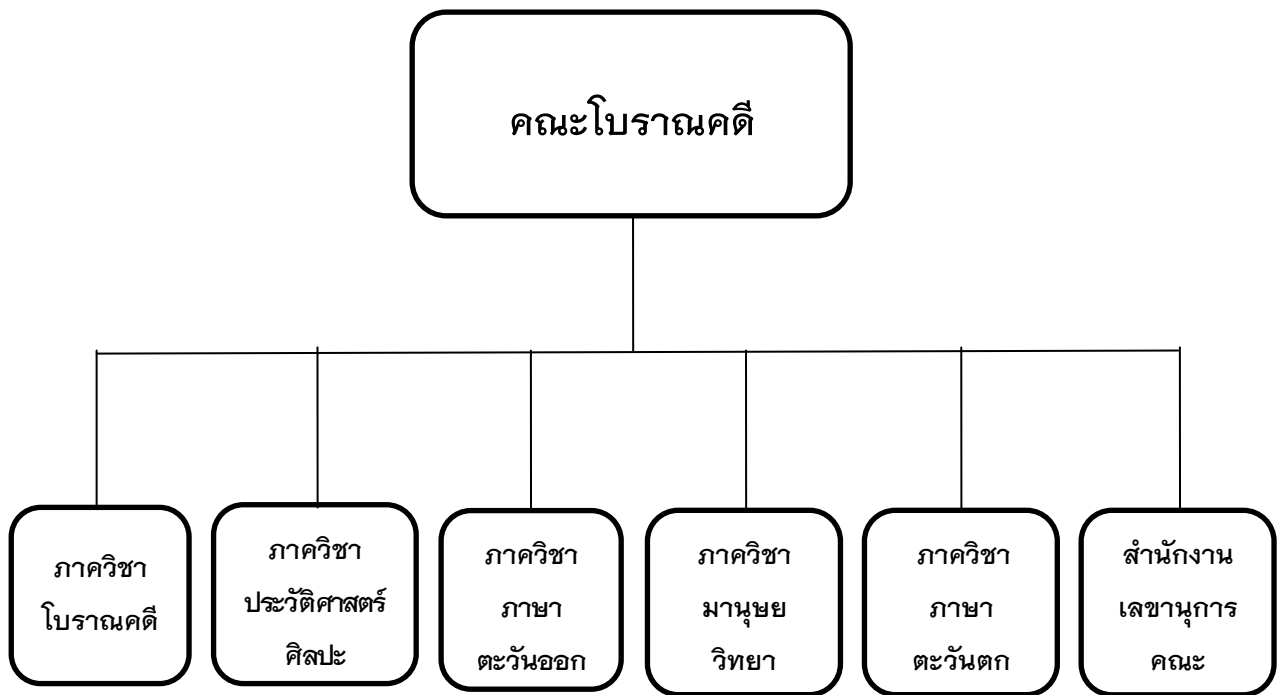 คณะโบราณคดี
ภาควิชา
โบราณคดี
ภาควิชา
ประวัติศาสตร์
ศิลปะ
ภาควิชา
ภาษา
ตะวันออก
ภาควิชา
มานุษย
วิทยา
ภาควิชา
ภาษา
ตะวันตก
สำนักงาน
เลขานุการ
คณะ